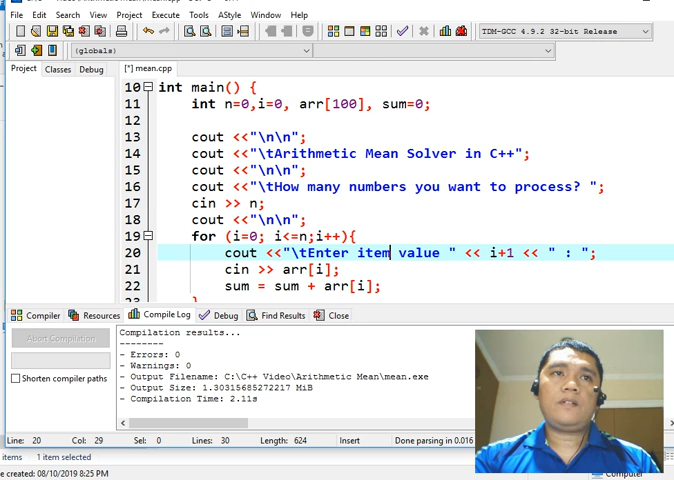 File Edit Search View Project Execute Tools AStyle Window Help
TDM-GCC 4.9.2 32-bit Release
(globals)
Project Classes Debug [*] mean.cpp
10 int main() {
11 int n=0,i=0, arr[100], sum=0;
12
13 cout <<"\n\n";
14 cout <<"\tArithmetic Mean Solver in C++";
15 cout <<"\n\n";
16 cout <<"\tHow many numbers you want to process? ";
17 cin >> n;
18 cout <<"\n\n";
19 for (i=0; i<=n;i++){
20 cout <<"\tEnter item value " << i+1 << " : ";
21 cin >> arr[i];
22 sum = sum + arr[i];
Compiler Resources Compile Log Debug Find Results Close
Abort Compilation
Shorten compiler paths
Compilation results...
--------
- Errors: 0
- Warnings: 0
- Output Filename: C:\C++ Video\Arithmetic Mean\mean.exe
- Output Size: 1.30315685272217 MiB
- Compilation Time: 2.11s
Line: 20 Col: 29 Sel: 0 Lines: 30 Length: 624 Insert Done parsing in 0.016
items 1 item selected
e created: 08/10/2019 8:25 PM
Computer